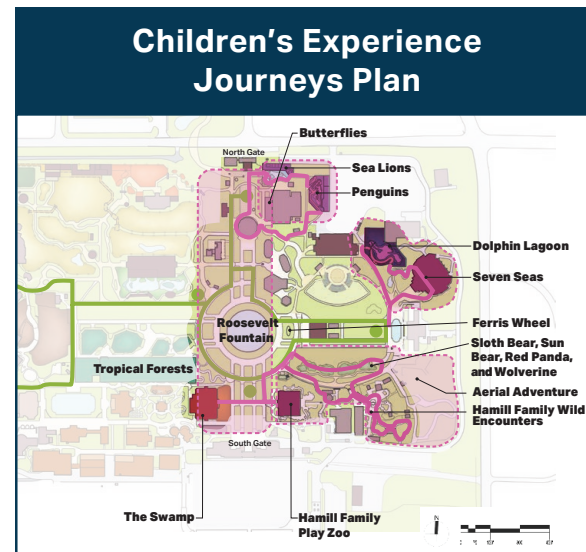 Children's Experience
Journeys Plan
Butterflies
North Gate
Sea Lions
Penguins
Dolphin Lagoon
Seven Seas
Roosevelt
Fountain
Ferris Wheel
Sloth Bear, Sun
Bear, Red Panda,
and Wolverine
Tropical Forests
Aerial Adventure
Hamill Family Wild
Encounters
South Gate
The Swamp
Hamill Family
Play Zoo
N